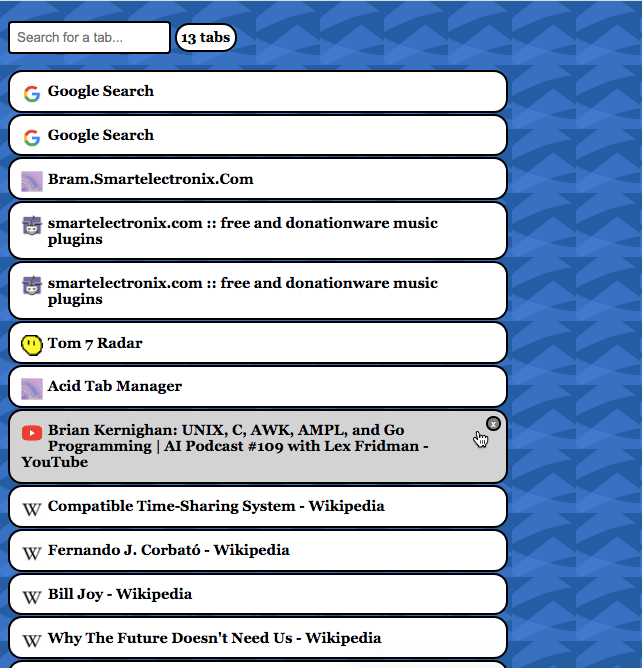 Search for a tab...
13 tabs
Google Search
Google Search
Bram.Smartelectronix.Com
smartelectronix.com :: free and donationware music
plugins
smartelectronix.com :: free and donationware music
plugins
Tom 7 Radar
Acid Tab Manager
Brian Kernighan: UNIX, C, AWK, AMPL, and Go
Programming | AI Podcast #109 with Lex Fridman -
YouTube
x
W Compatible Time-Sharing System - Wikipedia
W Fernando J. Corbató - Wikipedia
W Bill Joy - Wikipedia
W Why The Future Doesn't Need Us - Wikipedia